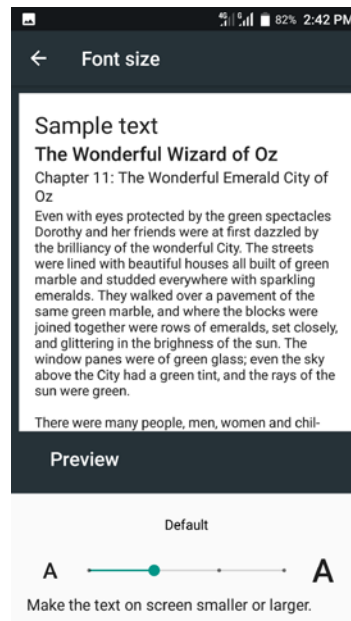 4G 82% 2:42 PM
Font size
Sample text
The Wonderful Wizard of Oz
Chapter 11: The Wonderful Emerald City of
Oz
Even with eyes protected by the green spectacles
Dorothy and her friends were at first dazzled by
the brilliancy of the wonderful City. The streets
were lined with beautiful houses all built of green
marble and studded everywhere with sparkling
emeralds. They walked over a pavement of the
same green marble, and where the blocks were
joined together were rows of emeralds, set closely,
and glittering in the brighness of the sun. The
window panes were of green glass; even the sky
above the City had a green tint, and the rays of the
sun were green.
There were many people, men, women and chil-
Preview
Default
A A
Make the text on screen smaller or larger.